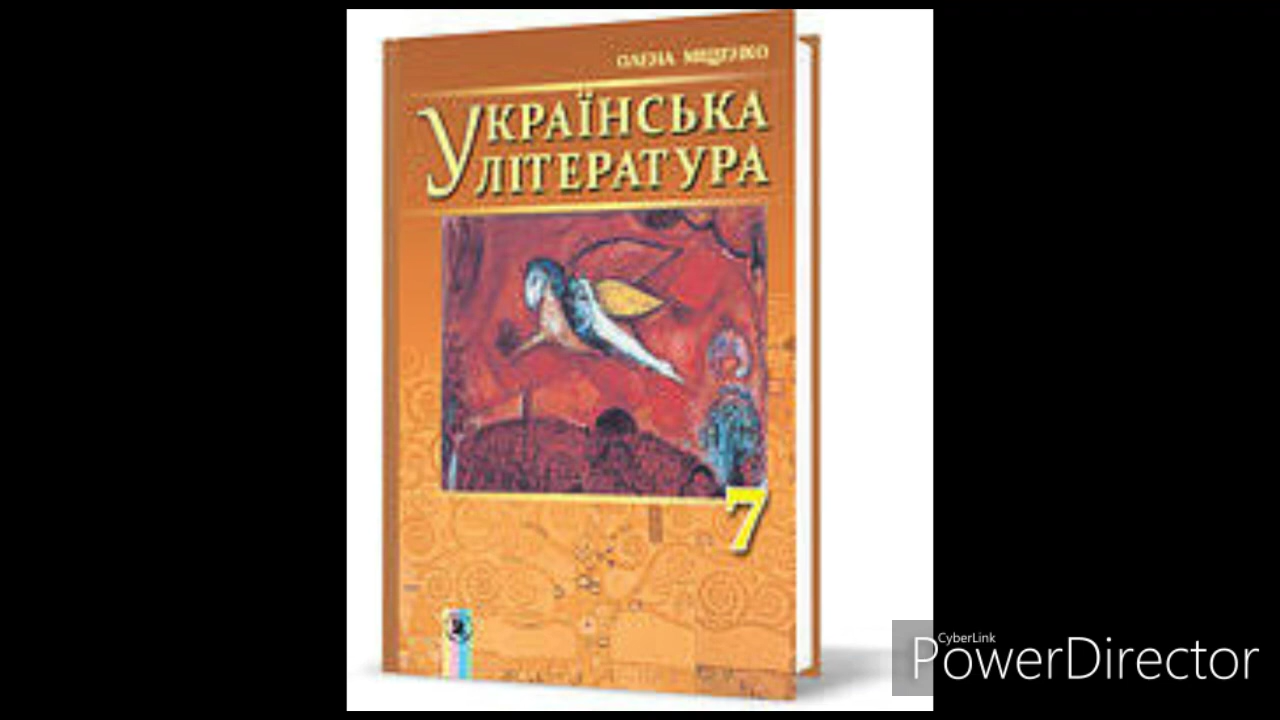 ОЛЕНА МІЩЕНКО
УКРАЇНСЬКА
ЛІТЕРАТУРА
7
CyberLink
PowerDirector